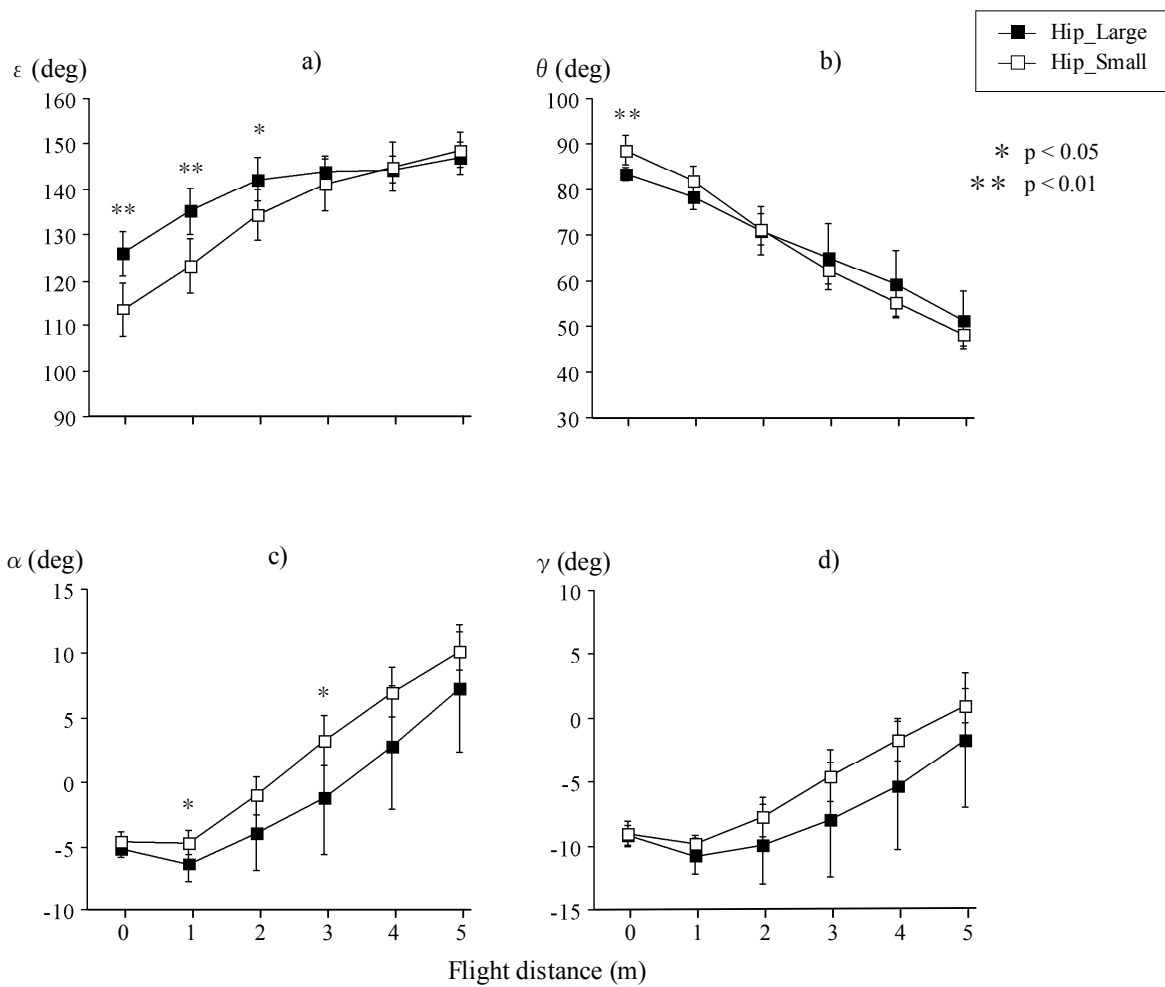 Hip_Large
Hip_Small
a)
b)
ε (deg)
θ (deg)
160
150
140
130
120
110
100
90
**
**
*
100
90
80
70
60
50
40
30
**
* p < 0.05
** p < 0.01
c)
d)
α (deg)
γ (deg)
15
10
5
0
-5
-10
*
*
0 1 2 3 4 5
10
5
0
-5
-10
-15
0 1 2 3 4 5
Flight distance (m)